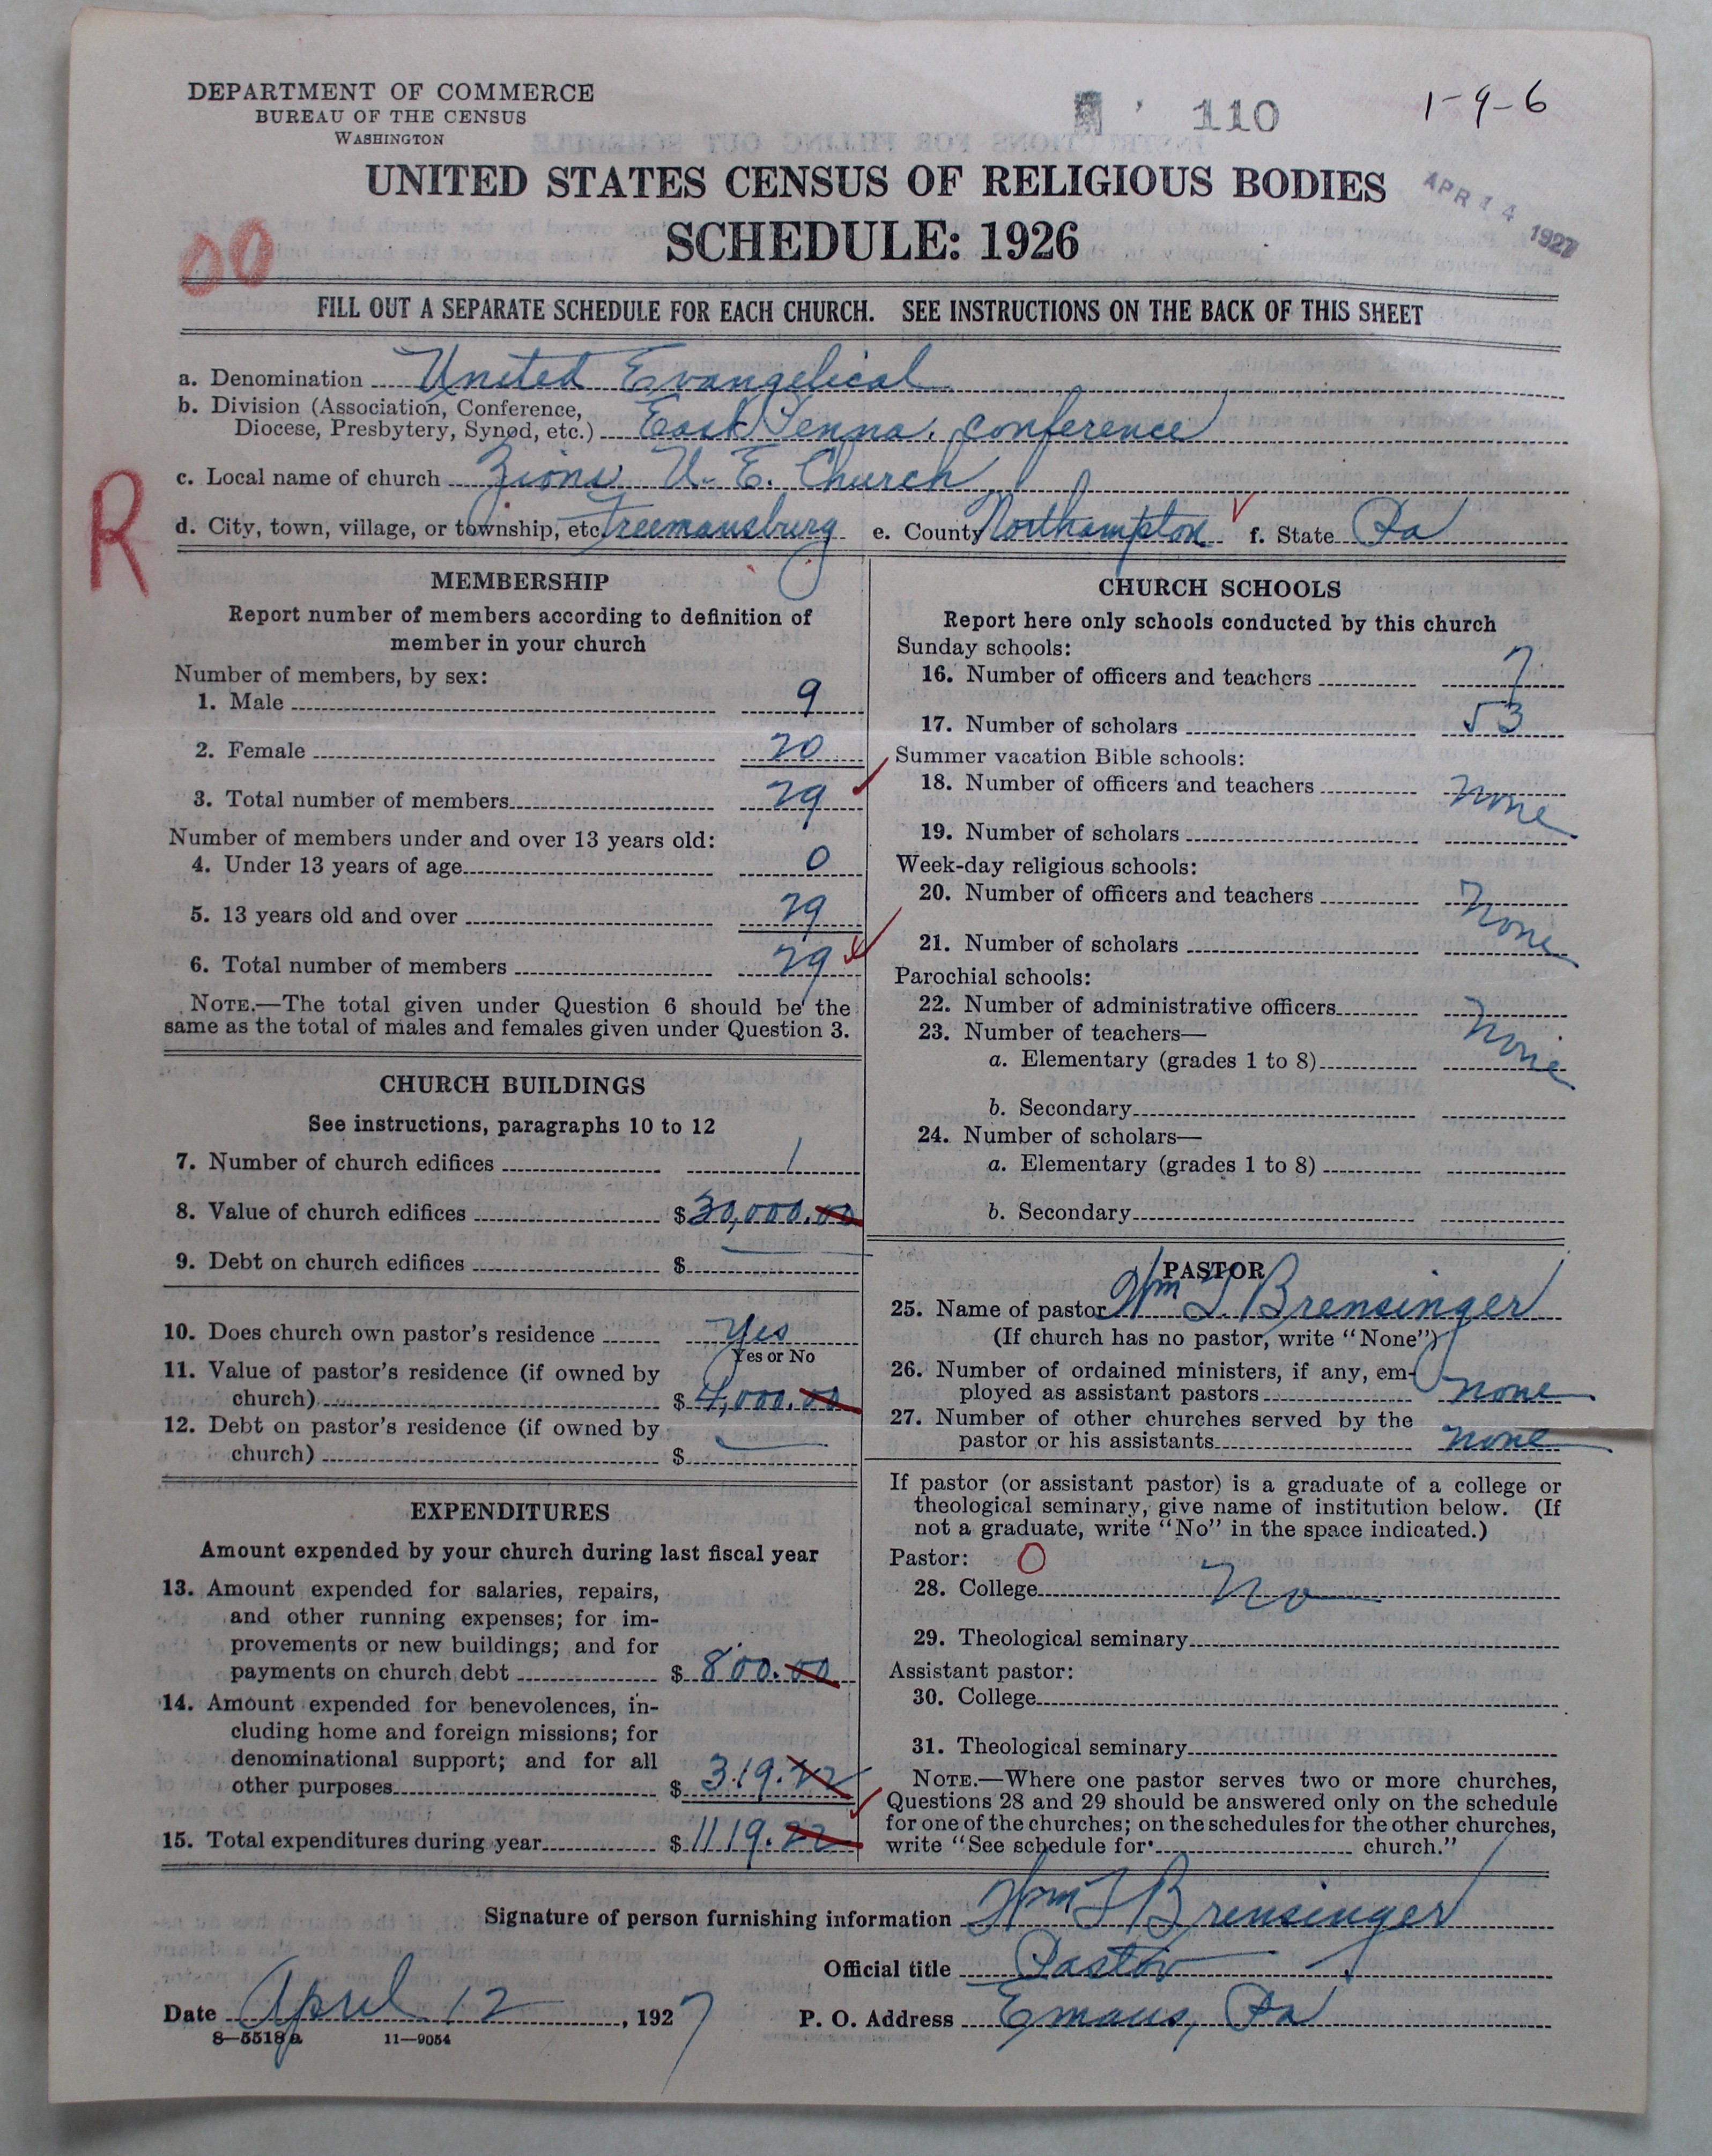 DEPARTMENT OF COMMERCE
BUREAU OF THE CENSUS
WASHINGTON
110
1-9-6
UNITED STATES CENSUS OF RELIGIOUS BODIES
SCHEDULE: 1926
APR 14 1927
00
FILL OUT A SEPARATE SCHEDULE FOR EACH CHURCH. SEE INSTRUCTIONS ON THE BACK OF THIS SHEET
a. Denomination United Evangelical
b. Division (Association, Conference,
Diocese, Presbytery, Synod, etc.) East Penna. Conference
c. Local name of church Zions U. E. Church
R
d. City, town, village, or township, etc. Freemansburg e. County Northampton f. State Pa
MEMBERSHIP
Report number of members according to definition of
member in your church
Number of members, by sex:
1. Male 9
2. Female 20
3. Total number of members 29
Number of members under and over 13 years old:
4. Under 13 years of age 0
5. 13 years old and over 29
6. Total number of members 29
NOTE.—The total given under Question 6 should be the
same as the total of males and females given under Question 3.
CHURCH BUILDINGS
See instructions, paragraphs 10 to 12
7. Number of church edifices 1
8. Value of church edifices $ 30,000.00
9. Debt on church edifices $
10. Does church own pastor's residence Yes
Yes or No
11. Value of pastor's residence (if owned by
church) $ 4,000.00
12. Debt on pastor's residence (if owned by
church) $
EXPENDITURES
Amount expended by your church during last fiscal year
13. Amount expended for salaries, repairs,
and other running expenses; for im-
provements or new buildings; and for
payments on church debt $ 800.00
14. Amount expended for benevolences, in-
cluding home and foreign missions; for
denominational support; and for all
other purposes $ 319.22
15. Total expenditures during year $ 1119.22
CHURCH SCHOOLS
Report here only schools conducted by this church
Sunday schools:
16. Number of officers and teachers 7
17. Number of scholars 53
Summer vacation Bible schools:
18. Number of officers and teachers none
19. Number of scholars
Week-day religious schools:
20. Number of officers and teachers none
21. Number of scholars
Parochial schools:
22. Number of administrative officers none
23. Number of teachers—
a. Elementary (grades 1 to 8)
b. Secondary
24. Number of scholars—
a. Elementary (grades 1 to 8)
b. Secondary
PASTOR
25. Name of pastor Wm F. Brensinger
(If church has no pastor, write "None")
26. Number of ordained ministers, if any, em-
ployed as assistant pastors none
27. Number of other churches served by the
pastor or his assistants none
If pastor (or assistant pastor) is a graduate of a college or
theological seminary, give name of institution below. (If
not a graduate, write "No" in the space indicated.)
Pastor: O
28. College No
29. Theological seminary
Assistant pastor:
30. College
31. Theological seminary
NOTE.—Where one pastor serves two or more churches,
Questions 28 and 29 should be answered only on the schedule
for one of the churches; on the schedules for the other churches,
write "See schedule for church."
Signature of person furnishing information Wm F Brensinger
Official title Pastor
Date April 12, 1927 P. O. Address Emaus, Pa
8—5518a 11—9054